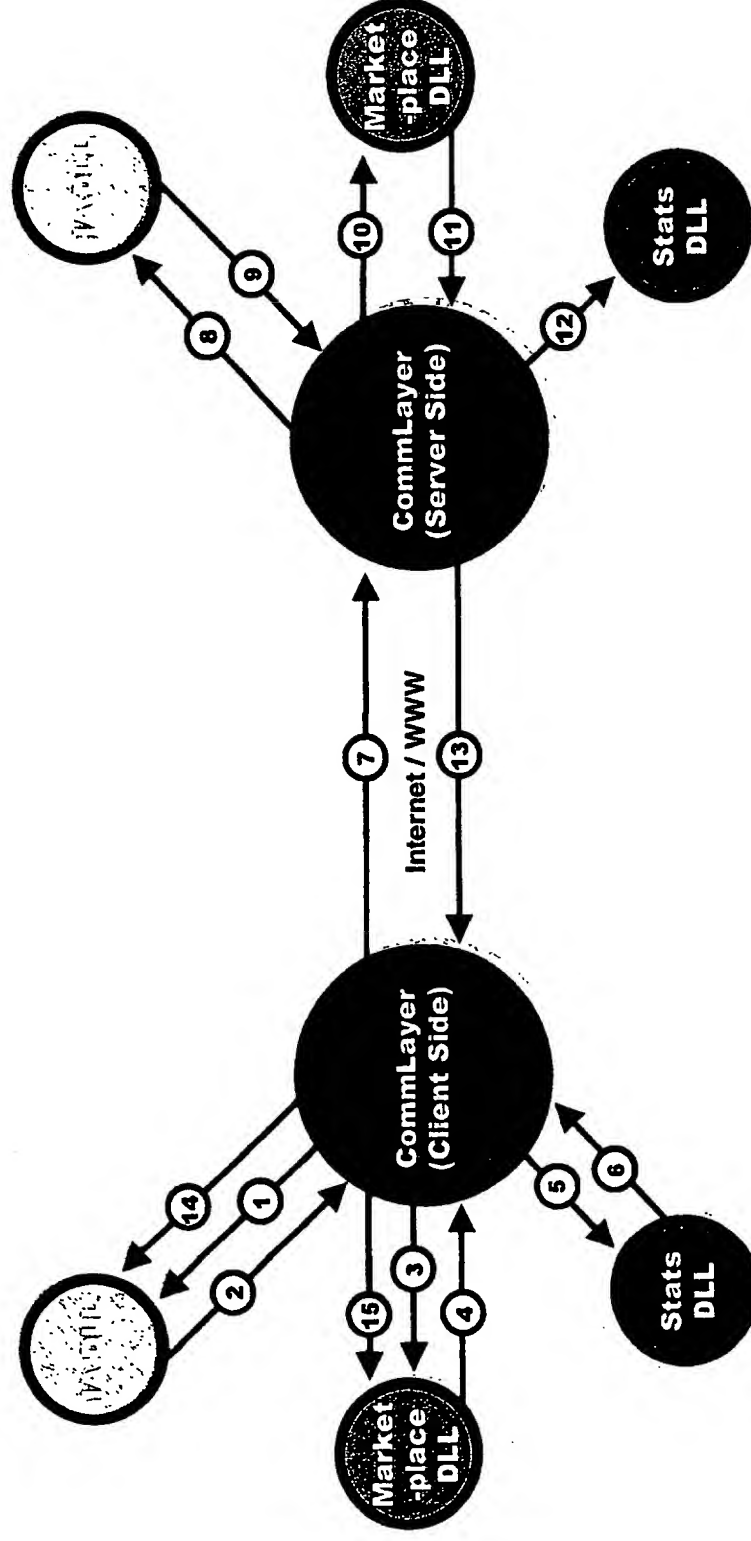 14
1
2
15
3
4
Market
-place
DLL
5
6
Stats
DLL
CommLayer
(Client Side)
7
Internet / WWW
13
CommLayer
(Server Side)
8
9
10
11
Market
-place
DLL
12
Stats
DLL